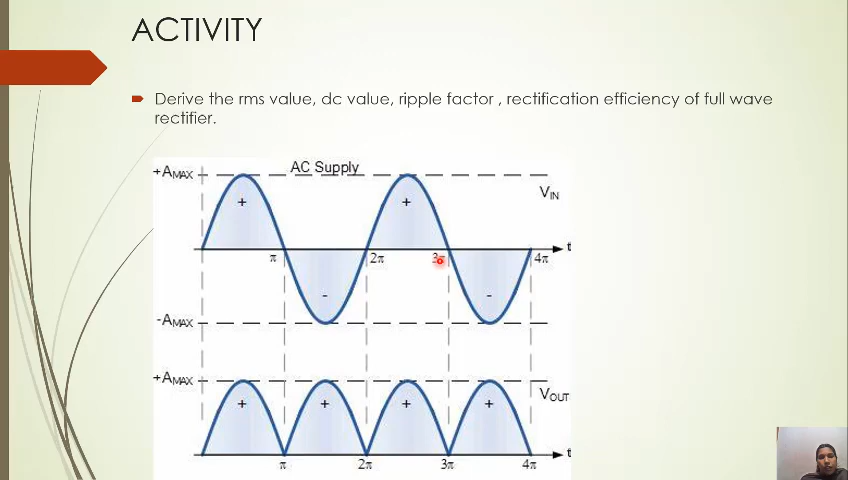 ACTIVITY
Derive the rms value, dc value, ripple factor , rectification efficiency of full wave
rectifier.
+AMAX
AC Supply
VIN
+
+
t
π
2π
4π
-
-
-AMAX
+AMAX
VOUT
+
+
+
+
t
π
2π
3π
4π